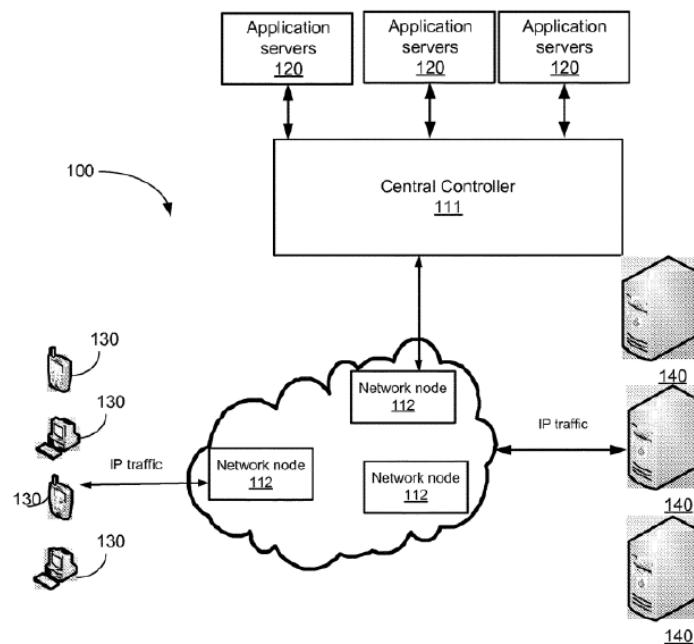 Application
servers
120
Application
servers
120
Application
servers
120
100
Central Controller
111
130
130
130
130
IP traffic
Network node
112
Network node
112
Network node
112
IP traffic
140
140
140